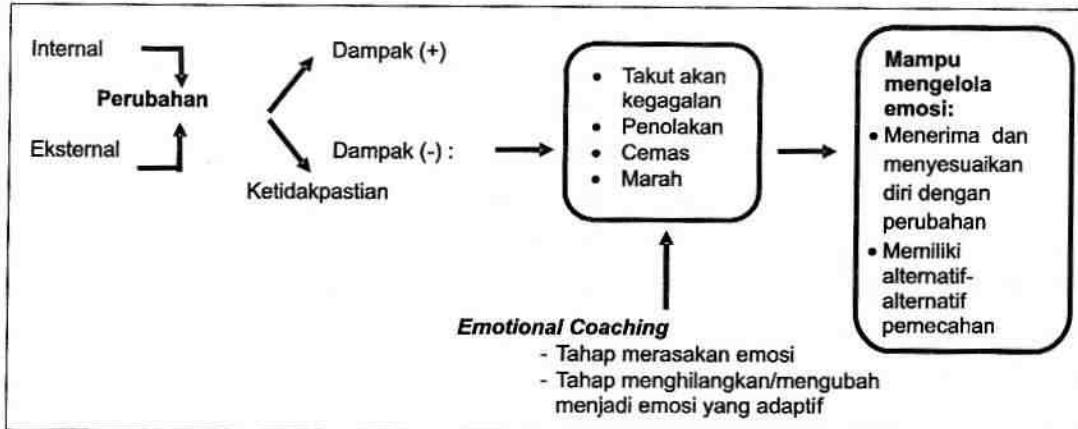 Internal
Perubahan
Eksternal
Dampak (+)
Dampak (-) :
Ketidakpastian
• Takut akan
kegagalan
• Penolakan
• Cemas
• Marah
Mampu
mengelola
emosi:
• Menerima dan
menyesuaikan
diri dengan
perubahan
• Memiliki
alternatif-
alternatif
pemecahan
Emotional Coaching
- Tahap merasakan emosi
- Tahap menghilangkan/mengubah
menjadi emosi yang adaptif